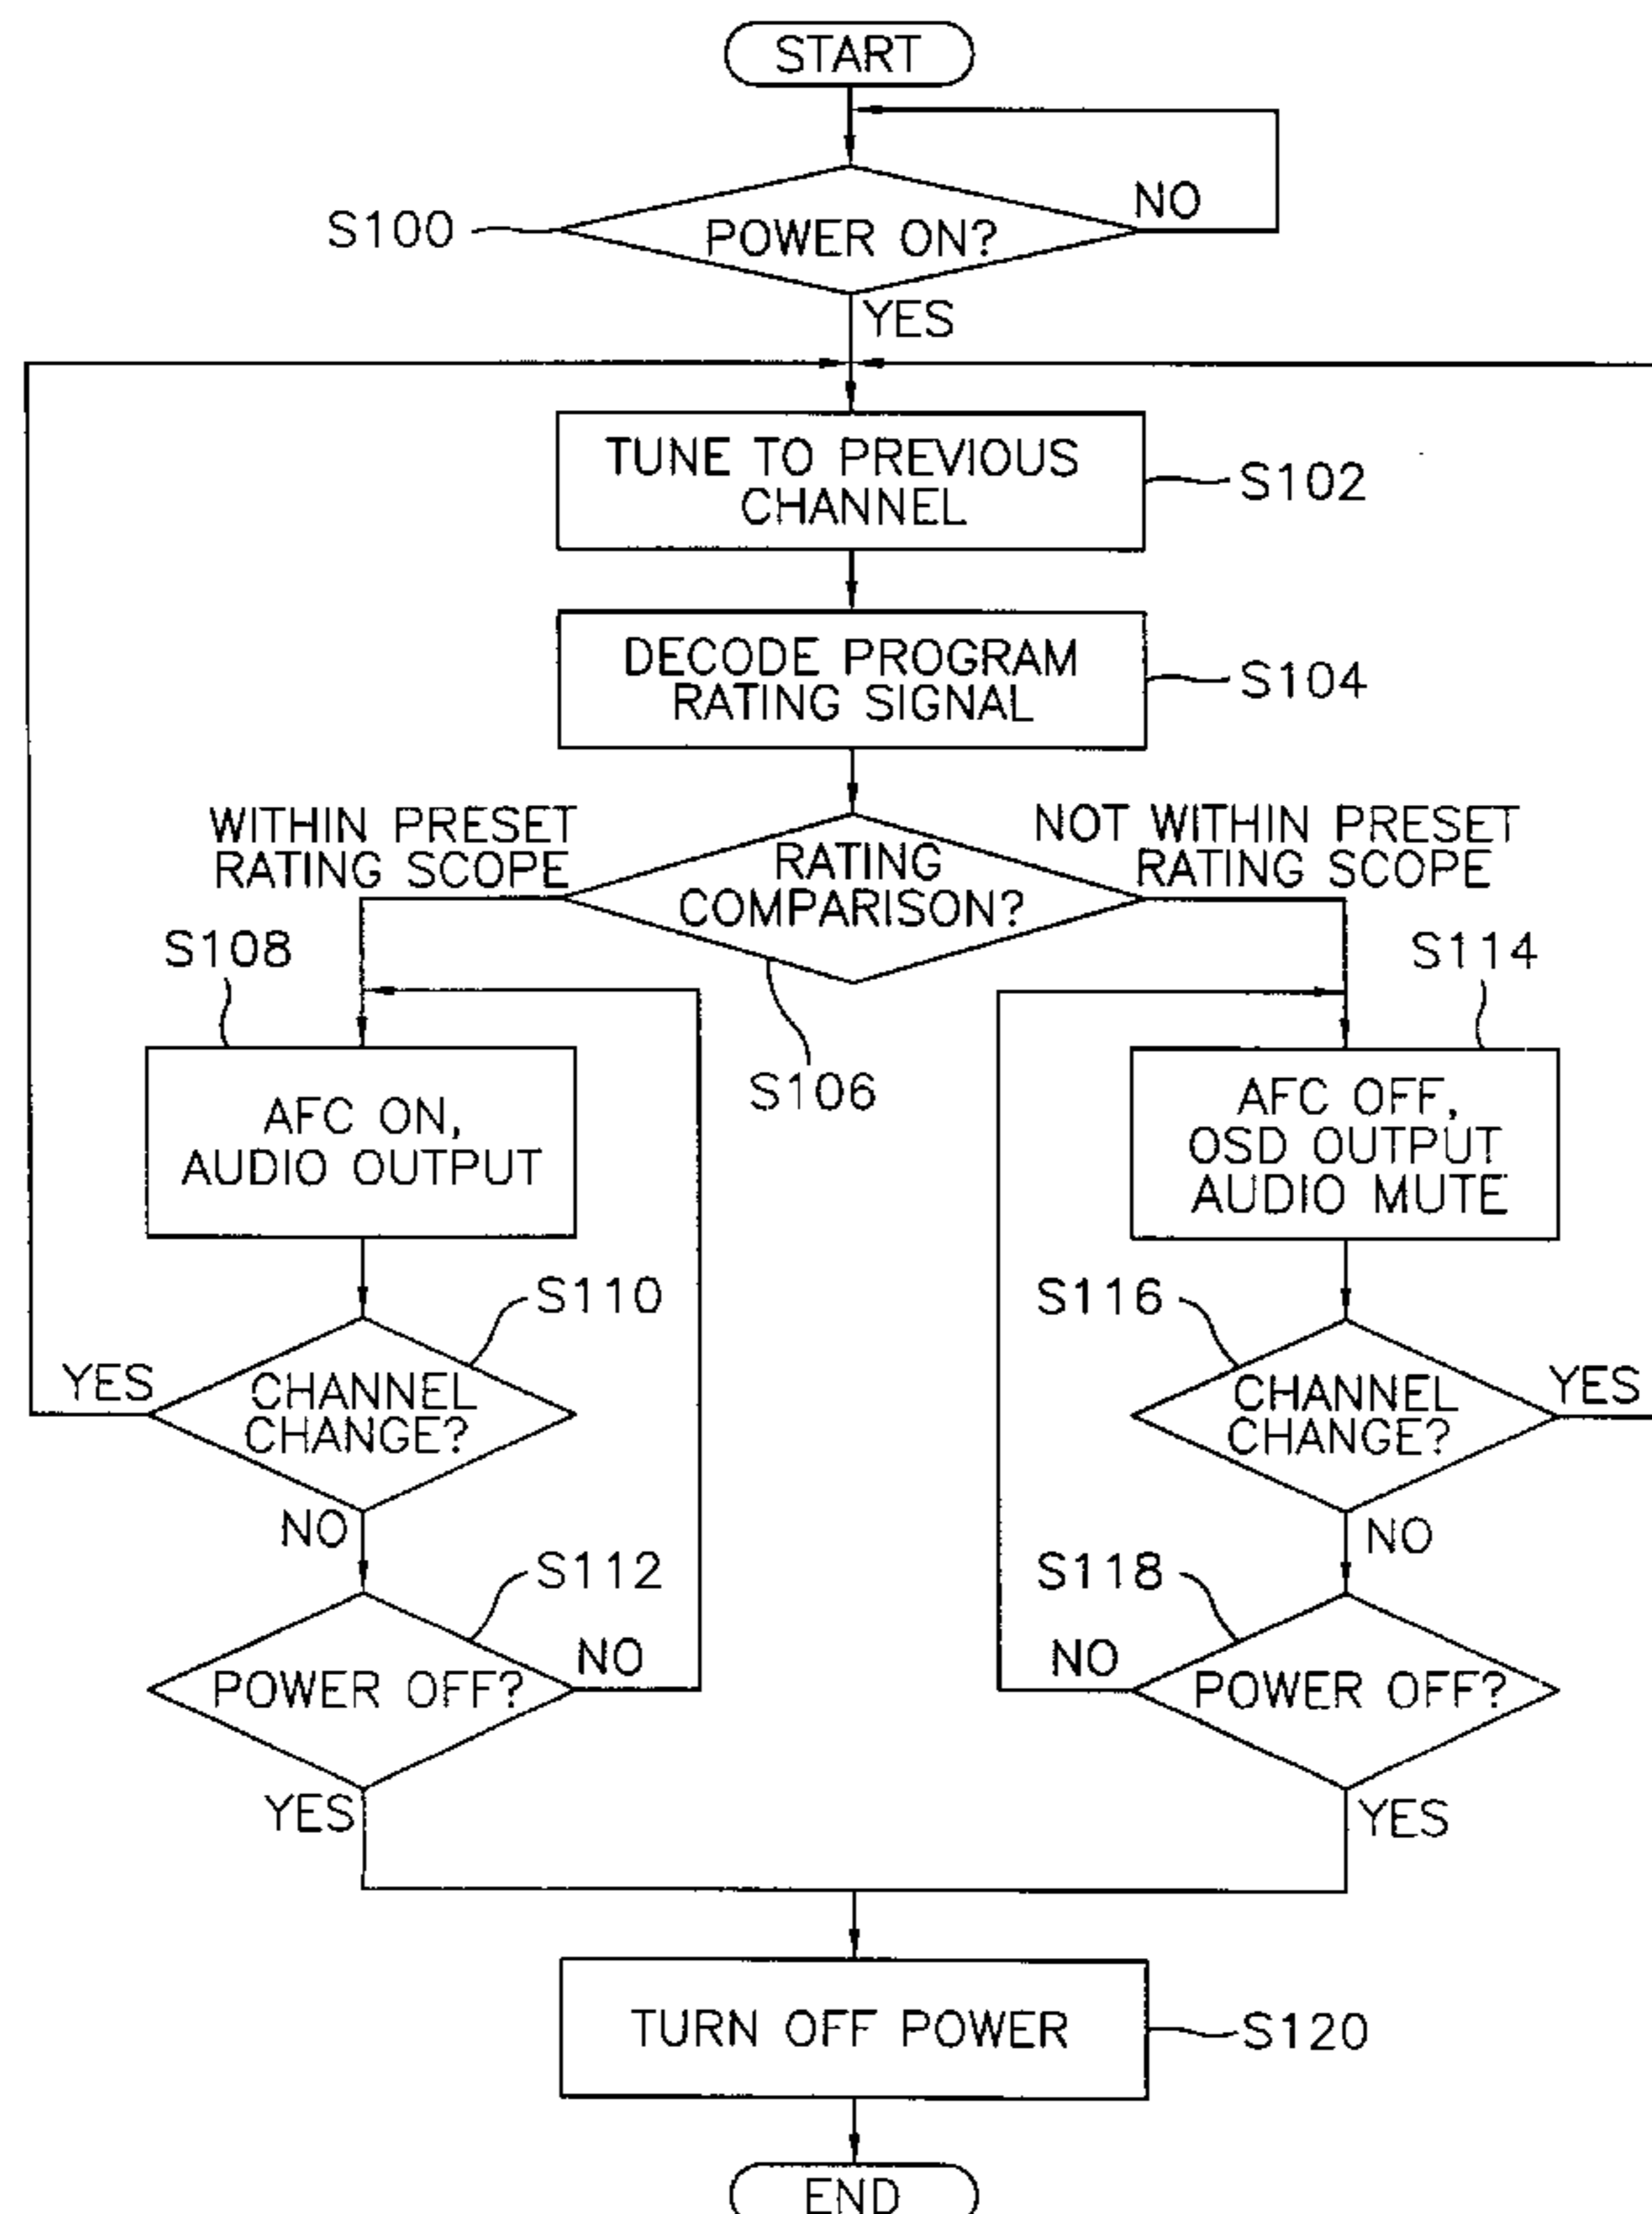 START
NO
S100
POWER ON?
YES
TUNE TO PREVIOUS
CHANNEL
S102
DECODE PROGRAM
RATING SIGNAL
S104
WITHIN PRESET
RATING SCOPE
RATING
COMPARISON?
NOT WITHIN PRESET
RATING SCOPE
S108
S114
S106
AFC ON,
AUDIO OUTPUT
AFC OFF,
OSD OUTPUT
AUDIO MUTE
S110
S116
YES
CHANNEL
CHANGE?
CHANNEL
CHANGE?
YES
NO
NO
S112
S118
POWER OFF?
NO
NO
POWER OFF?
YES
YES
TURN OFF POWER
S120
END